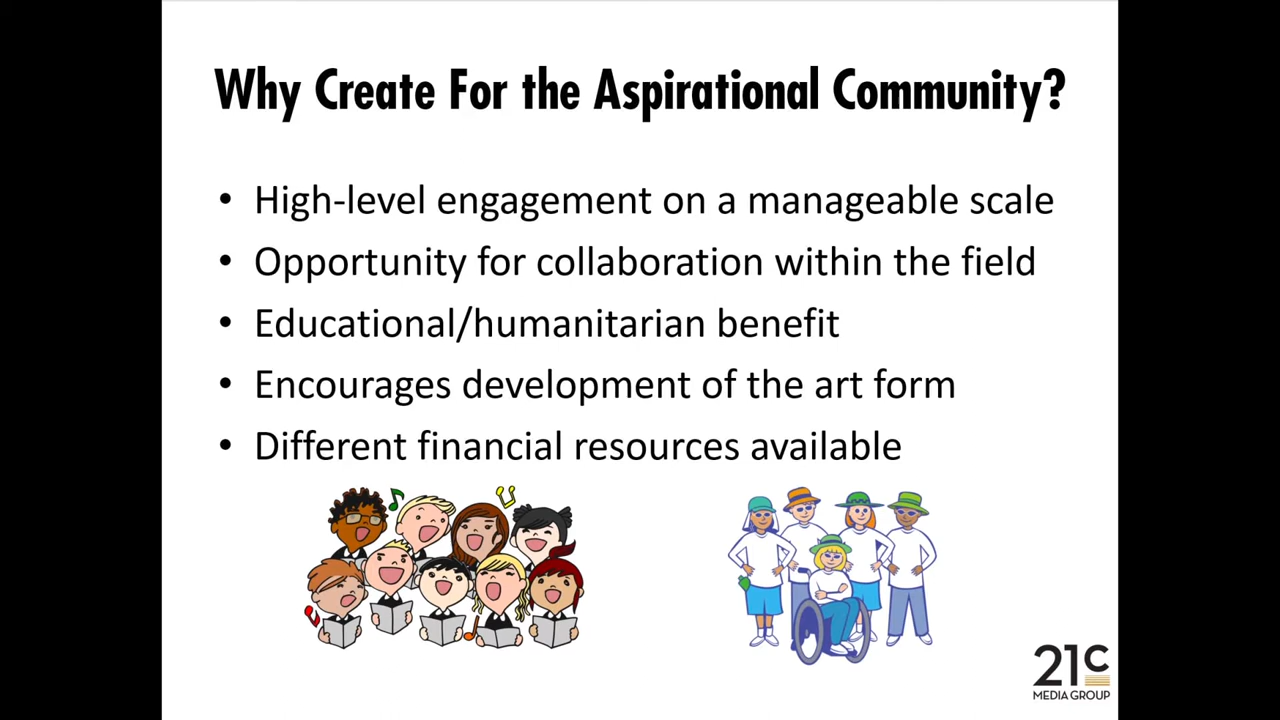 Why Create For the Aspirational Community?
• High-level engagement on a manageable scale
• Opportunity for collaboration within the field
• Educational/humanitarian benefit
• Encourages development of the art form
• Different financial resources available
21C
MEDIA GROUP